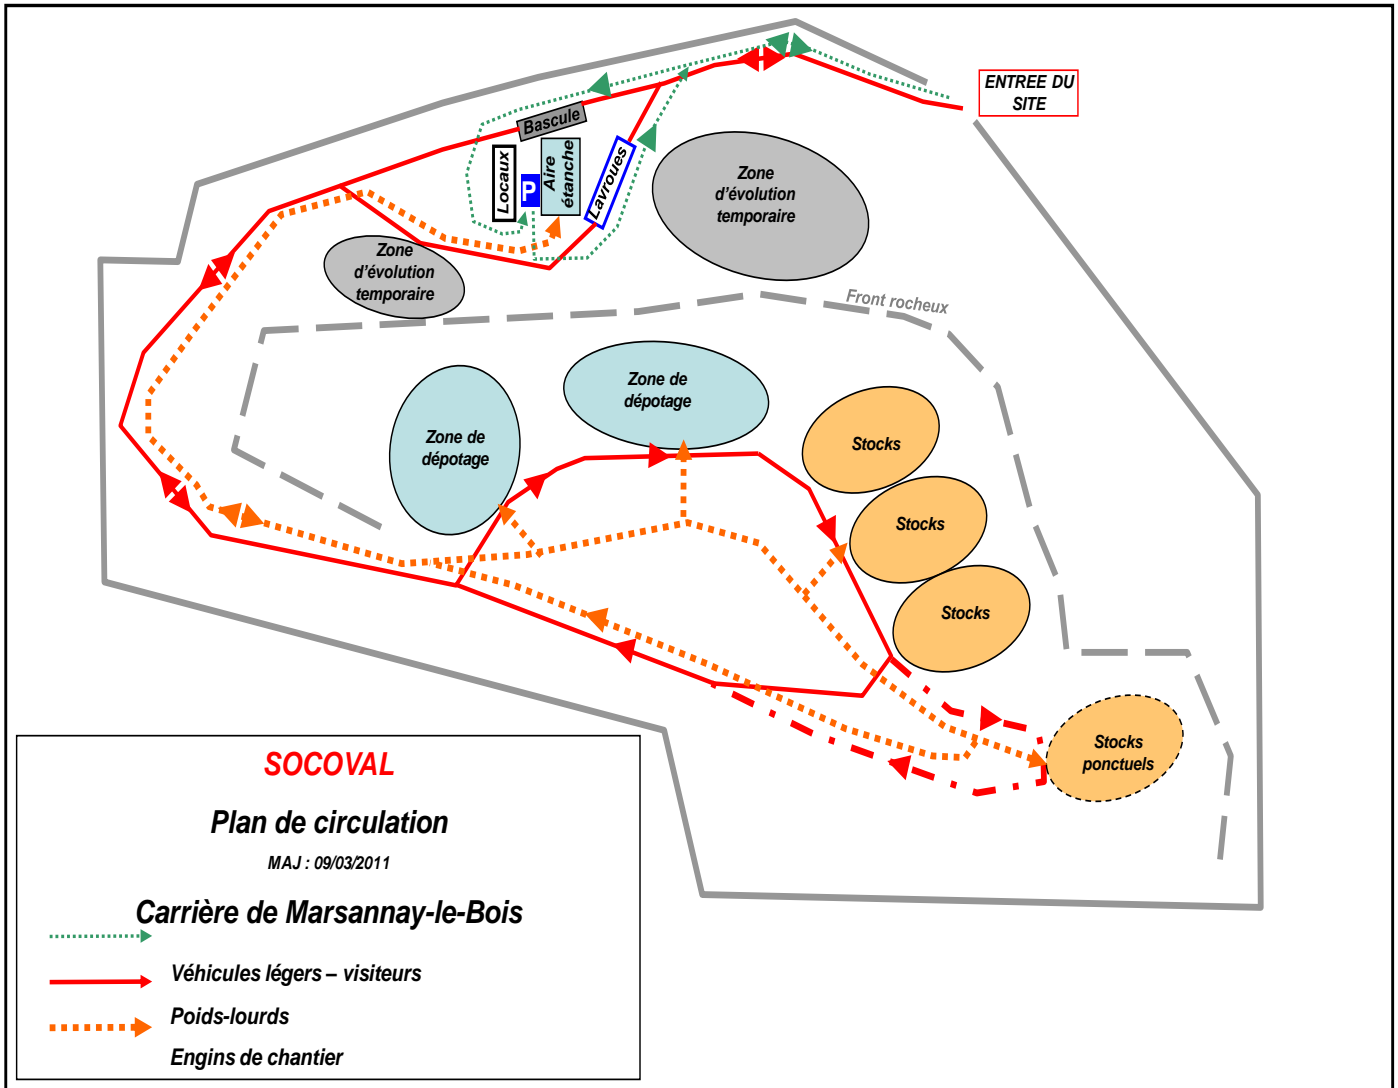 ENTREE DU
SITE
Bascule
Locaux
P
Aire
étanche
Lavroues
Zone
d'évolution
temporaire
Zone
d'évolution
temporaire
Front rocheux
Zone de
dépotage
Zone de
dépotage
Stocks
Stocks
Stocks
Stocks
ponctuels
SOCOVAL
Plan de circulation
MAJ : 09/03/2011
Carrière de Marsannay-le-Bois
Véhicules légers – visiteurs
Poids-lourds
Engins de chantier